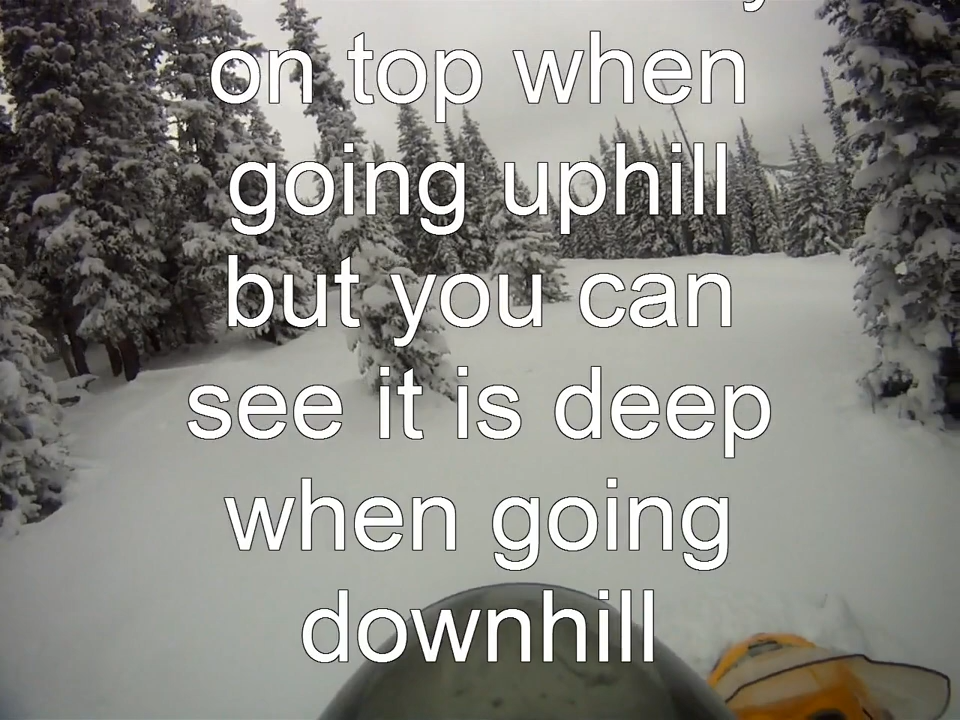 on top when
going uphill
but you can
see it is deep
when going
downhill